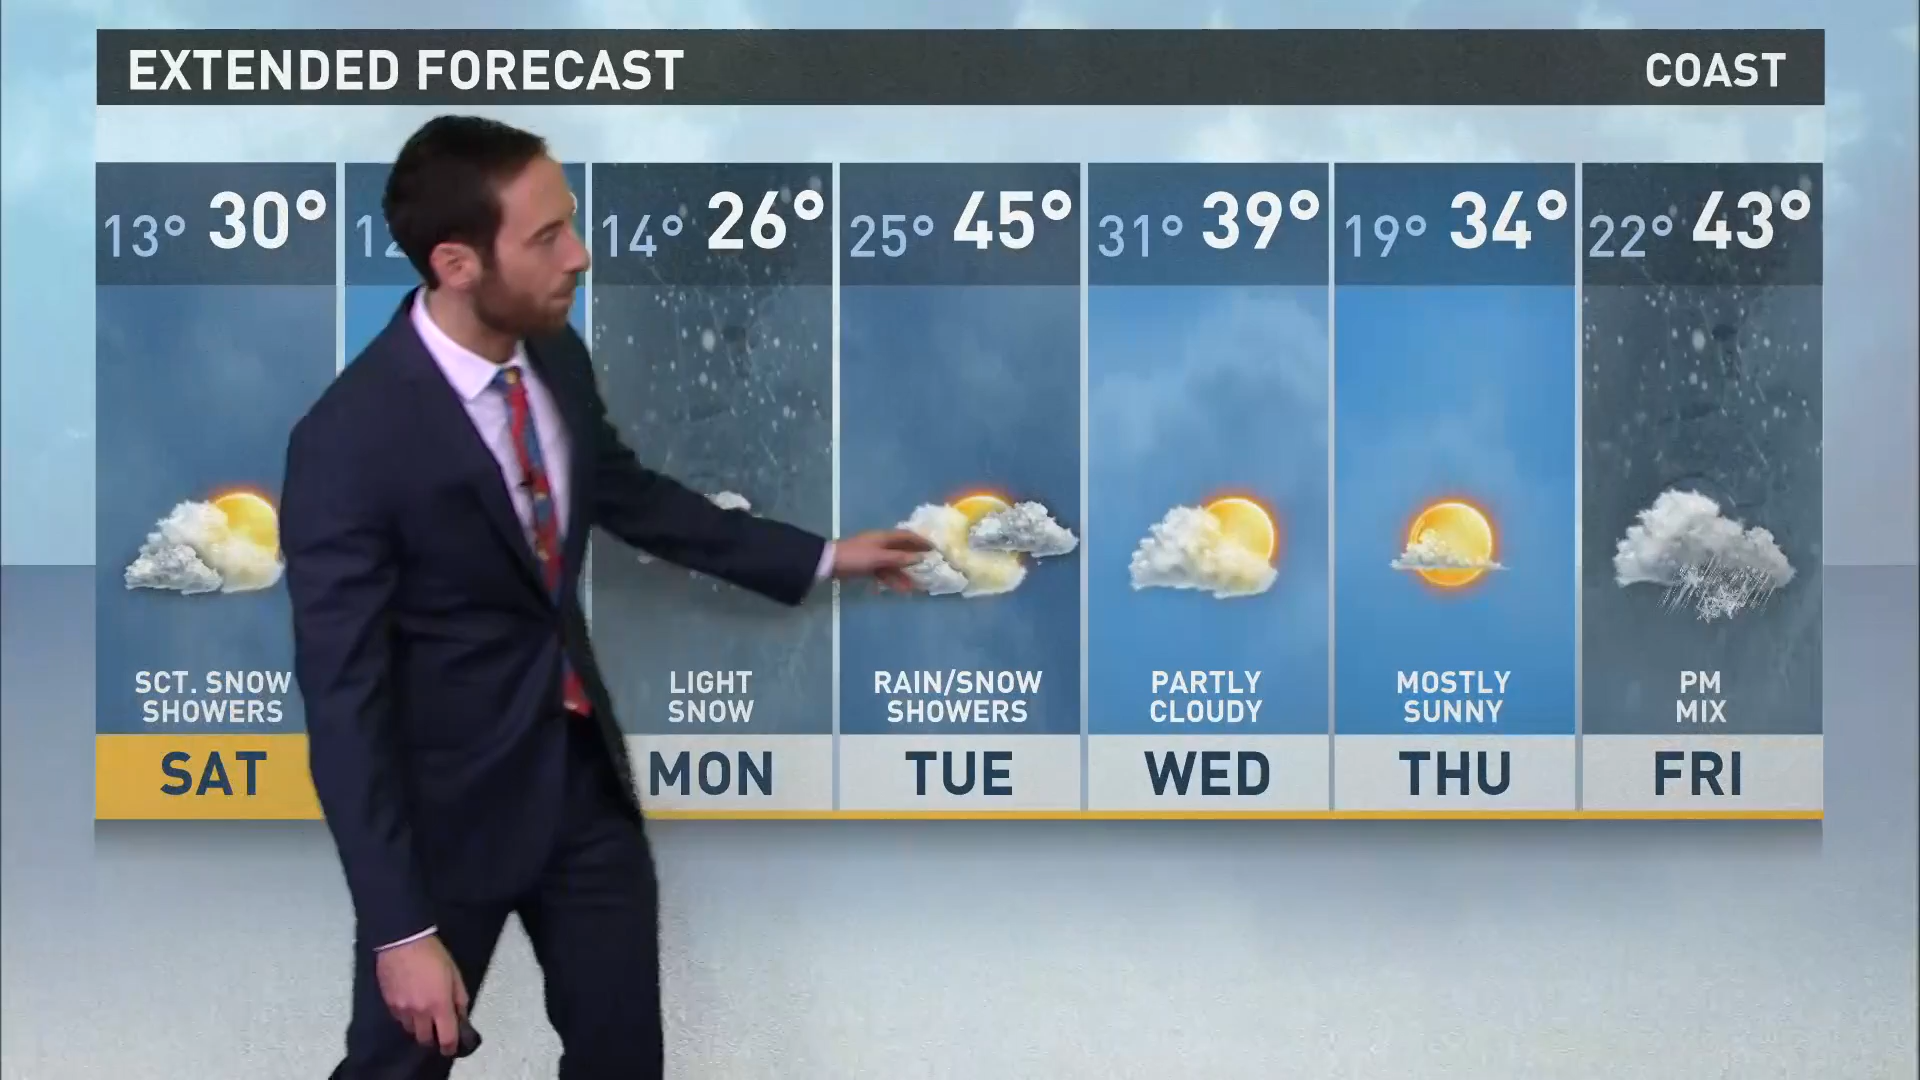 EXTENDED FORECAST
COAST
13° 30°
12
14° 26°
25° 45°
31° 39°
19° 34°
22° 43°
SCT. SNOW
SHOWERS
LIGHT
SNOW
RAIN/SNOW
SHOWERS
PARTLY
CLOUDY
MOSTLY
SUNNY
PM
MIX
SAT
MON
TUE
WED
THU
FRI